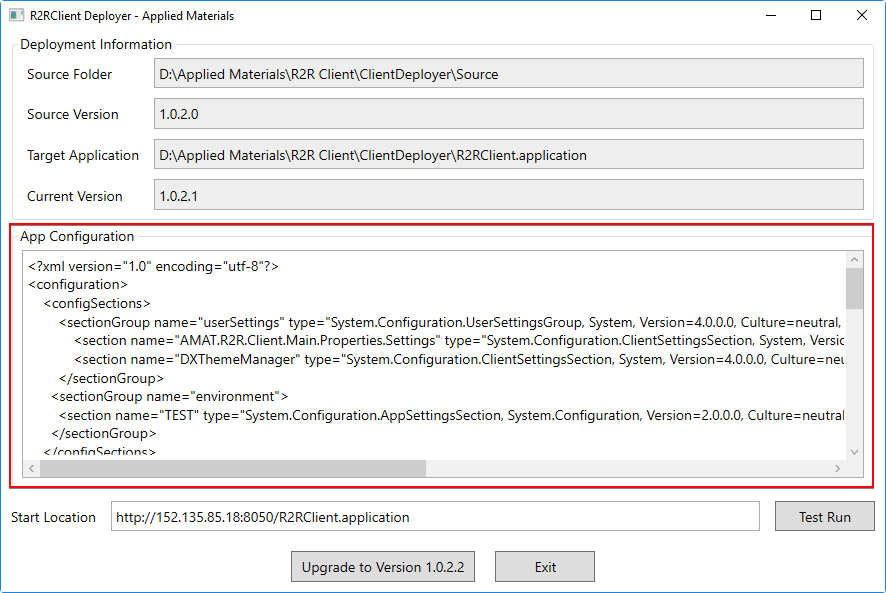 R2RClient Deployer - Applied Materials
Deployment Information
Source Folder D:\Applied Materials\R2R Client\ClientDeployer\Source
Source Version 1.0.2.0
Target Application D:\Applied Materials\R2R Client\ClientDeployer\R2RClient.application
Current Version 1.0.2.1
App Configuration
<?xml version="1.0" encoding="utf-8"?>
<configuration>
<configSections>
<sectionGroup name="userSettings" type="System.Configuration.UserSettingsGroup, System, Version=4.0.0.0, Culture=neutral,
<section name="AMAT.R2R.Client.Main.Properties.Settings" type="System.Configuration.ClientSettingsSection, System, Versic
<section name="DXThemeManager" type="System.Configuration.ClientSettingsSection, System, Version=4.0.0.0, Culture=neu
</sectionGroup>
<sectionGroup name="environment">
<section name="TEST" type="System.Configuration.AppSettingsSection, System.Configuration, Version=2.0.0.0, Culture=neutral
</sectionGroup>
</configSections>
Start Location http://152.135.85.18:8050/R2RClient.application Test Run
Upgrade to Version 1.0.2.2 Exit